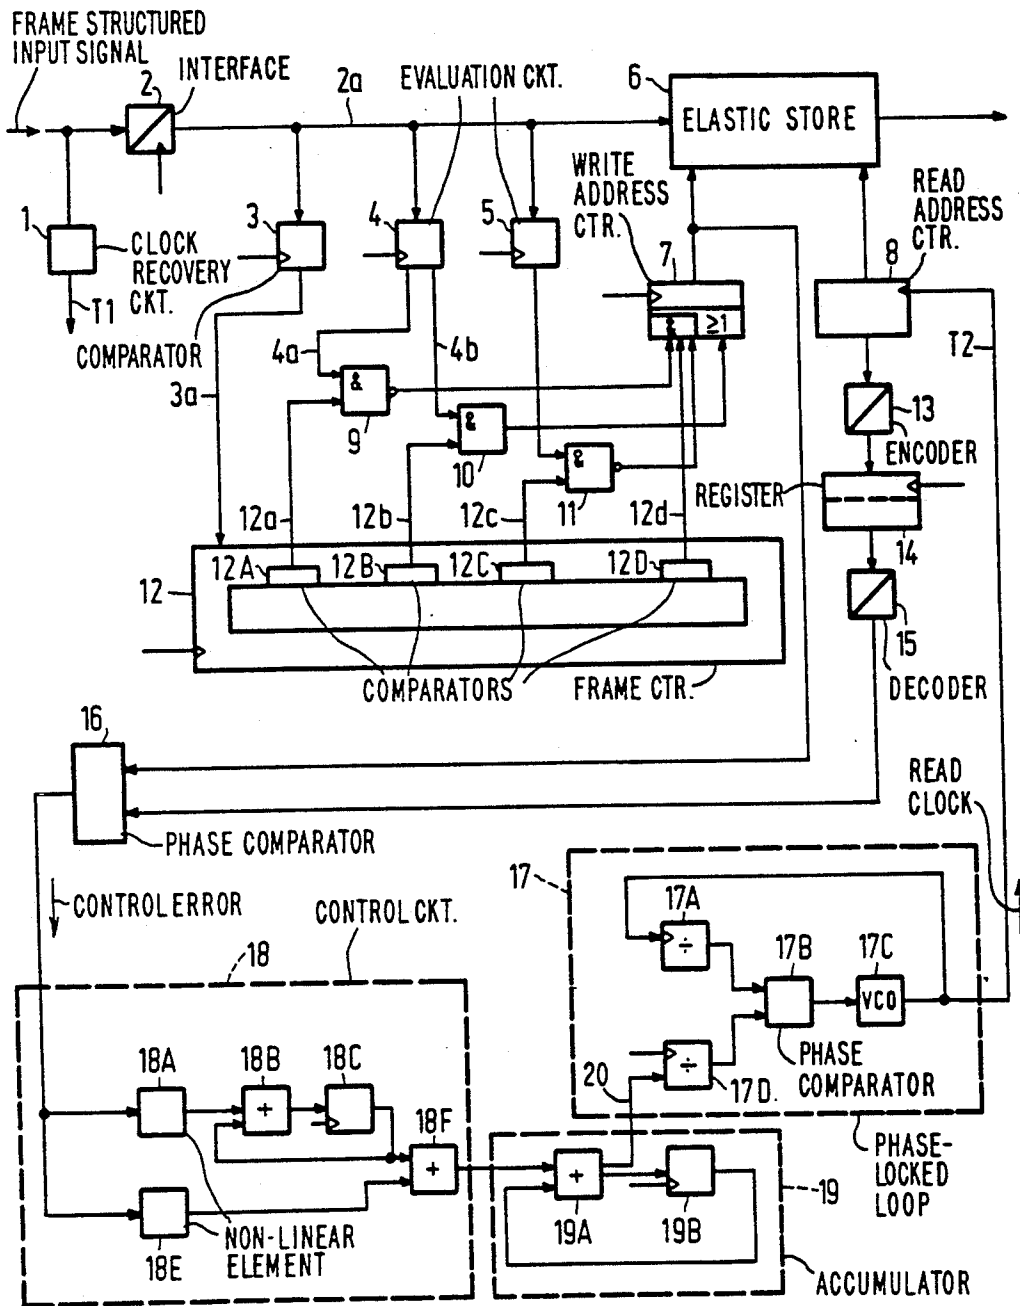 FRAME STRUCTURED
INPUT SIGNAL
2
INTERFACE
2a
EVALUATION CKT.
6
ELASTIC STORE
WRITE
ADDRESS
CTR.
READ
ADDRESS
CTR.
1
CLOCK
RECOVERY
CKT.
T1
3
4
5
7
8
COMPARATOR
3a
4a
4b
&
≥1
T2
&
9
&
10
&
11
13
ENCODER
REGISTER
14
12a
12b
12c
12d
12
12A
12B
12C
12D
15
DECODER
COMPARATORS
FRAME CTR.
16
PHASE COMPARATOR
READ
CLOCK
CONTROL ERROR
CONTROL CKT.
17
17A
÷
17B
17C
VCO
18
PHASE
COMPARATOR
÷
17D.
20
18A
18B
+
18C
18F
+
PHASE-
LOCKED
LOOP
18E
NON-LINEAR
ELEMENT
+
19A
19B
19
ACCUMULATOR